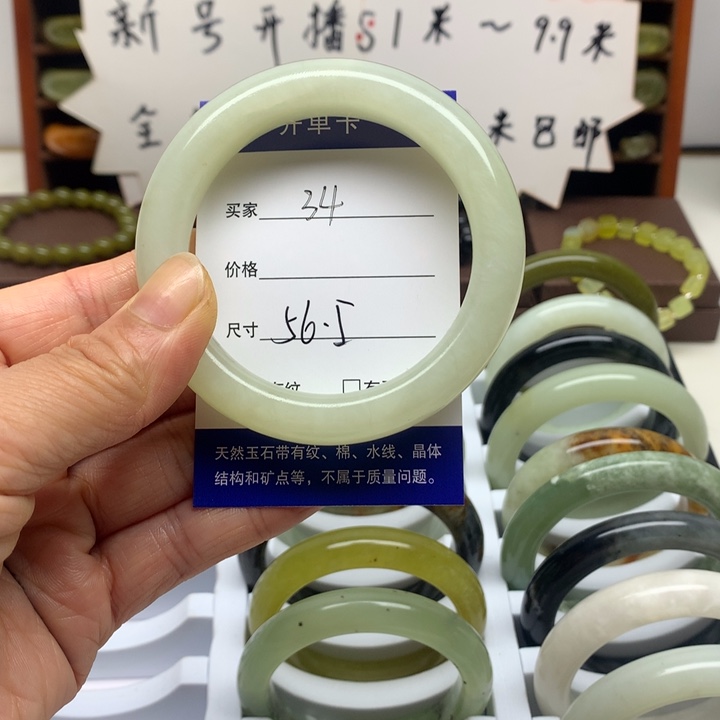 新号开播51米~9.9米
全 米包邮
开单卡
买家 34
价格
尺寸 56.5
天然玉石带有纹、棉、水线、晶体
结构和矿点等，不属于质量问题。